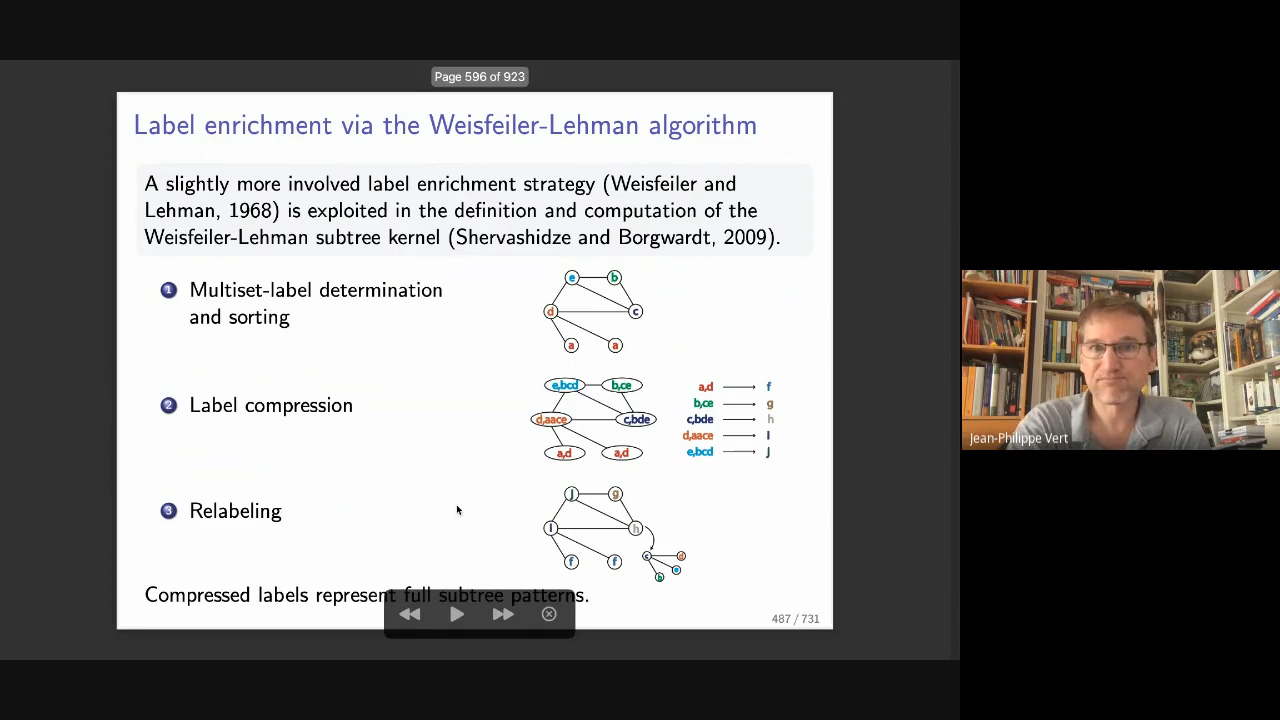 Page 596 of 923
Label enrichment via the Weisfeiler-Lehman algorithm
A slightly more involved label enrichment strategy (Weisfeiler and
Lehman, 1968) is exploited in the definition and computation of the
Weisfeiler-Lehman subtree kernel (Shervashidze and Borgwardt, 2009).
1 Multiset-label determination
and sorting
e b
d c
a a
2 Label compression
e,bcd b,ce
d,aace c,bde
a,d a,d
a,d f
b,ce g
c,bde h
d,aace I
e,bcd J
3 Relabeling
J g
I h
f f
c d
e
b
Compressed labels represent full subtree patterns.
487 / 731
Jean-Philippe Vert